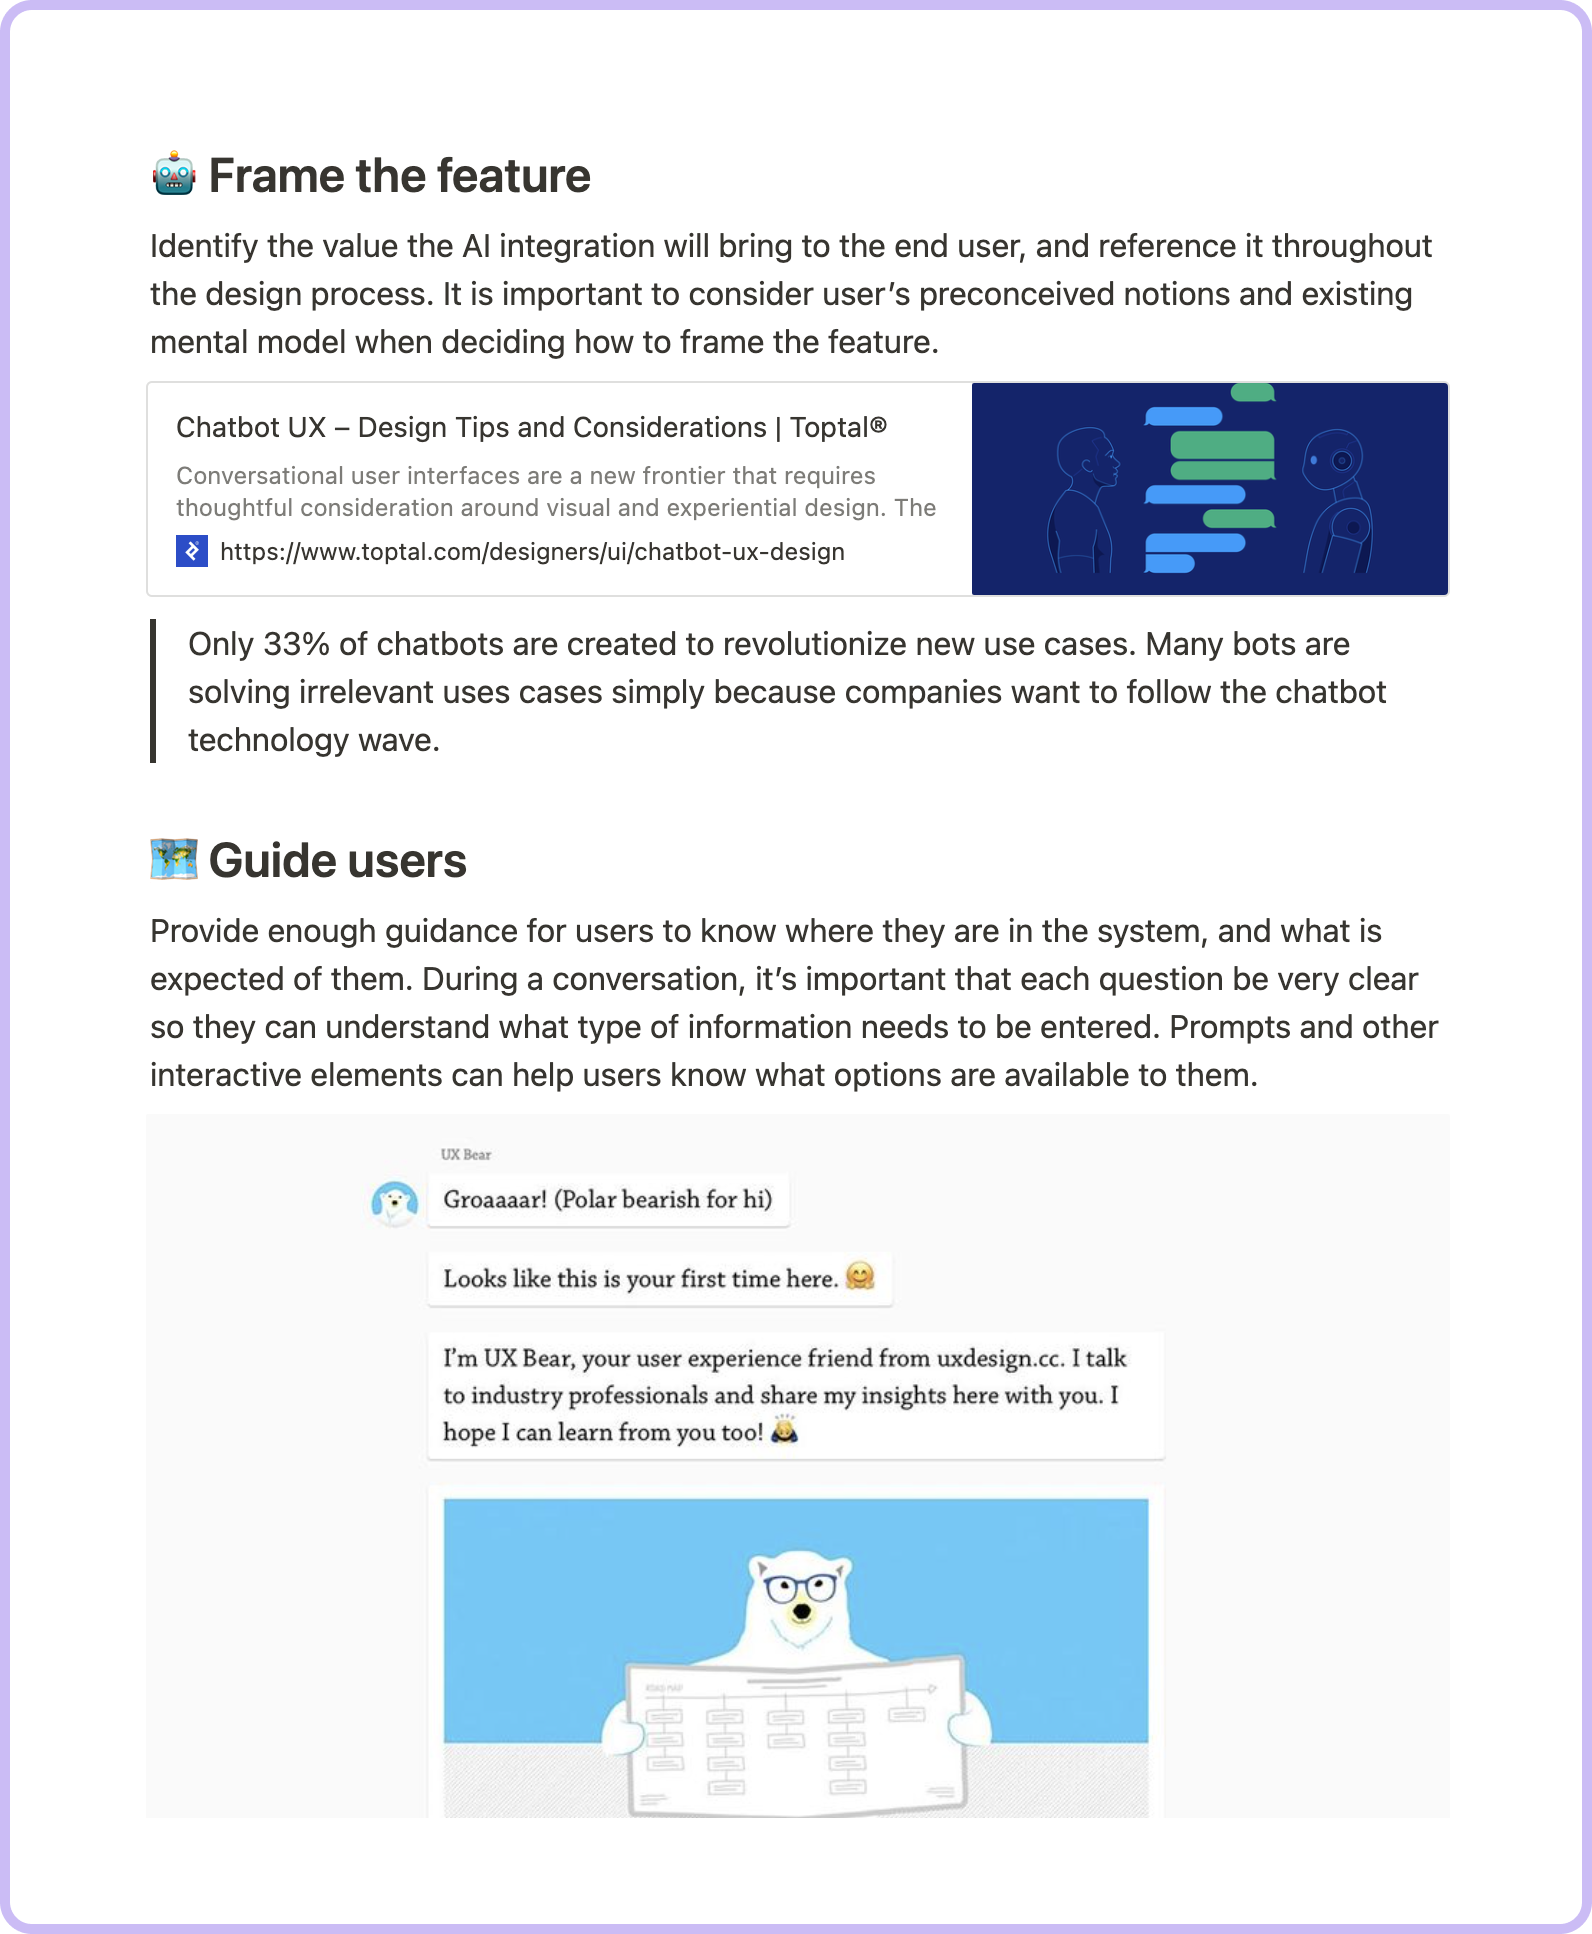 🤖 Frame the feature
Identify the value the AI integration will bring to the end user, and reference it throughout
the design process. It is important to consider user’s preconceived notions and existing
mental model when deciding how to frame the feature.
Chatbot UX – Design Tips and Considerations | Toptal®
Conversational user interfaces are a new frontier that requires
thoughtful consideration around visual and experiential design. The
https://www.toptal.com/designers/ui/chatbot-ux-design
Only 33% of chatbots are created to revolutionize new use cases. Many bots are
solving irrelevant uses cases simply because companies want to follow the chatbot
technology wave.
🗺️ Guide users
Provide enough guidance for users to know where they are in the system, and what is
expected of them. During a conversation, it’s important that each question be very clear
so they can understand what type of information needs to be entered. Prompts and other
interactive elements can help users know what options are available to them.
UX Bear
Groaaaar! (Polar bearish for hi)
Looks like this is your first time here. 🤗
I’m UX Bear, your user experience friend from uxdesign.cc. I talk
to industry professionals and share my insights here with you. I
hope I can learn from you too! 🙇
ROAD MAP